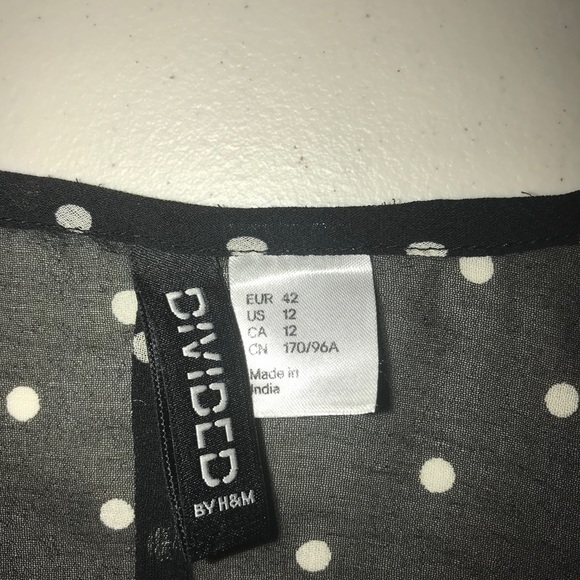 DIVIDED
BY H&M
EUR 42
US 12
CA 12
CN 170/96A
Made in
India